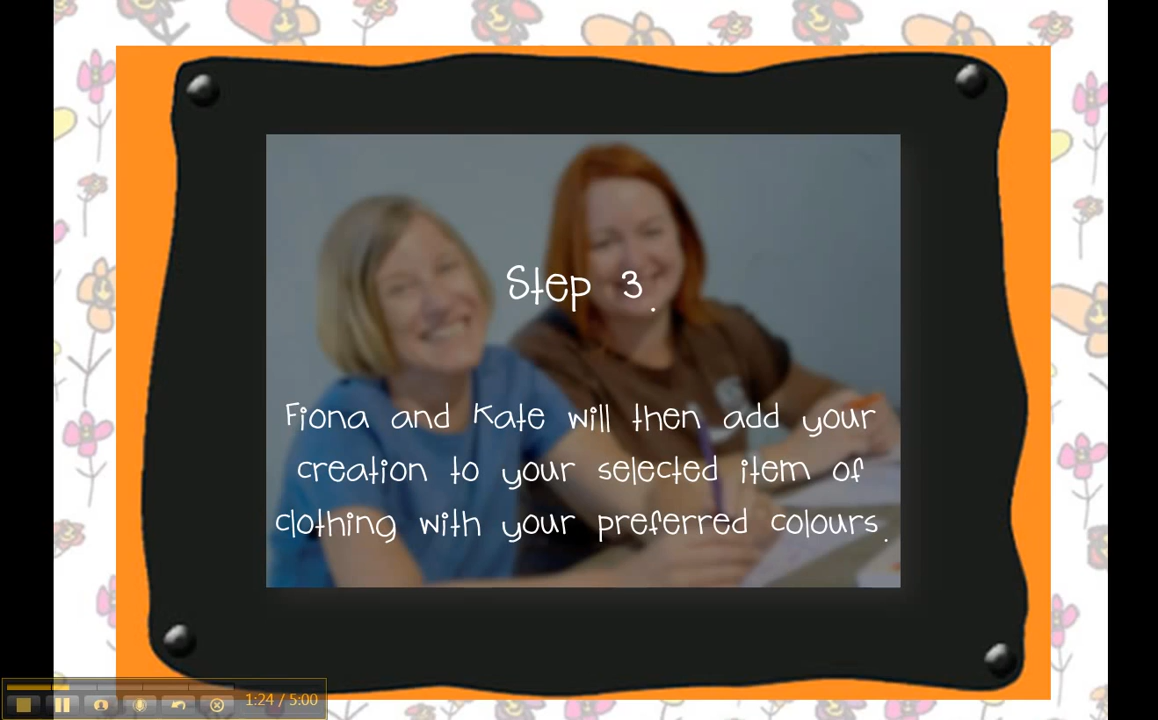 Step 3.
Fiona and Kate will then add your
creation to your selected item of
clothing with your preferred colours.
1:24 / 5:00